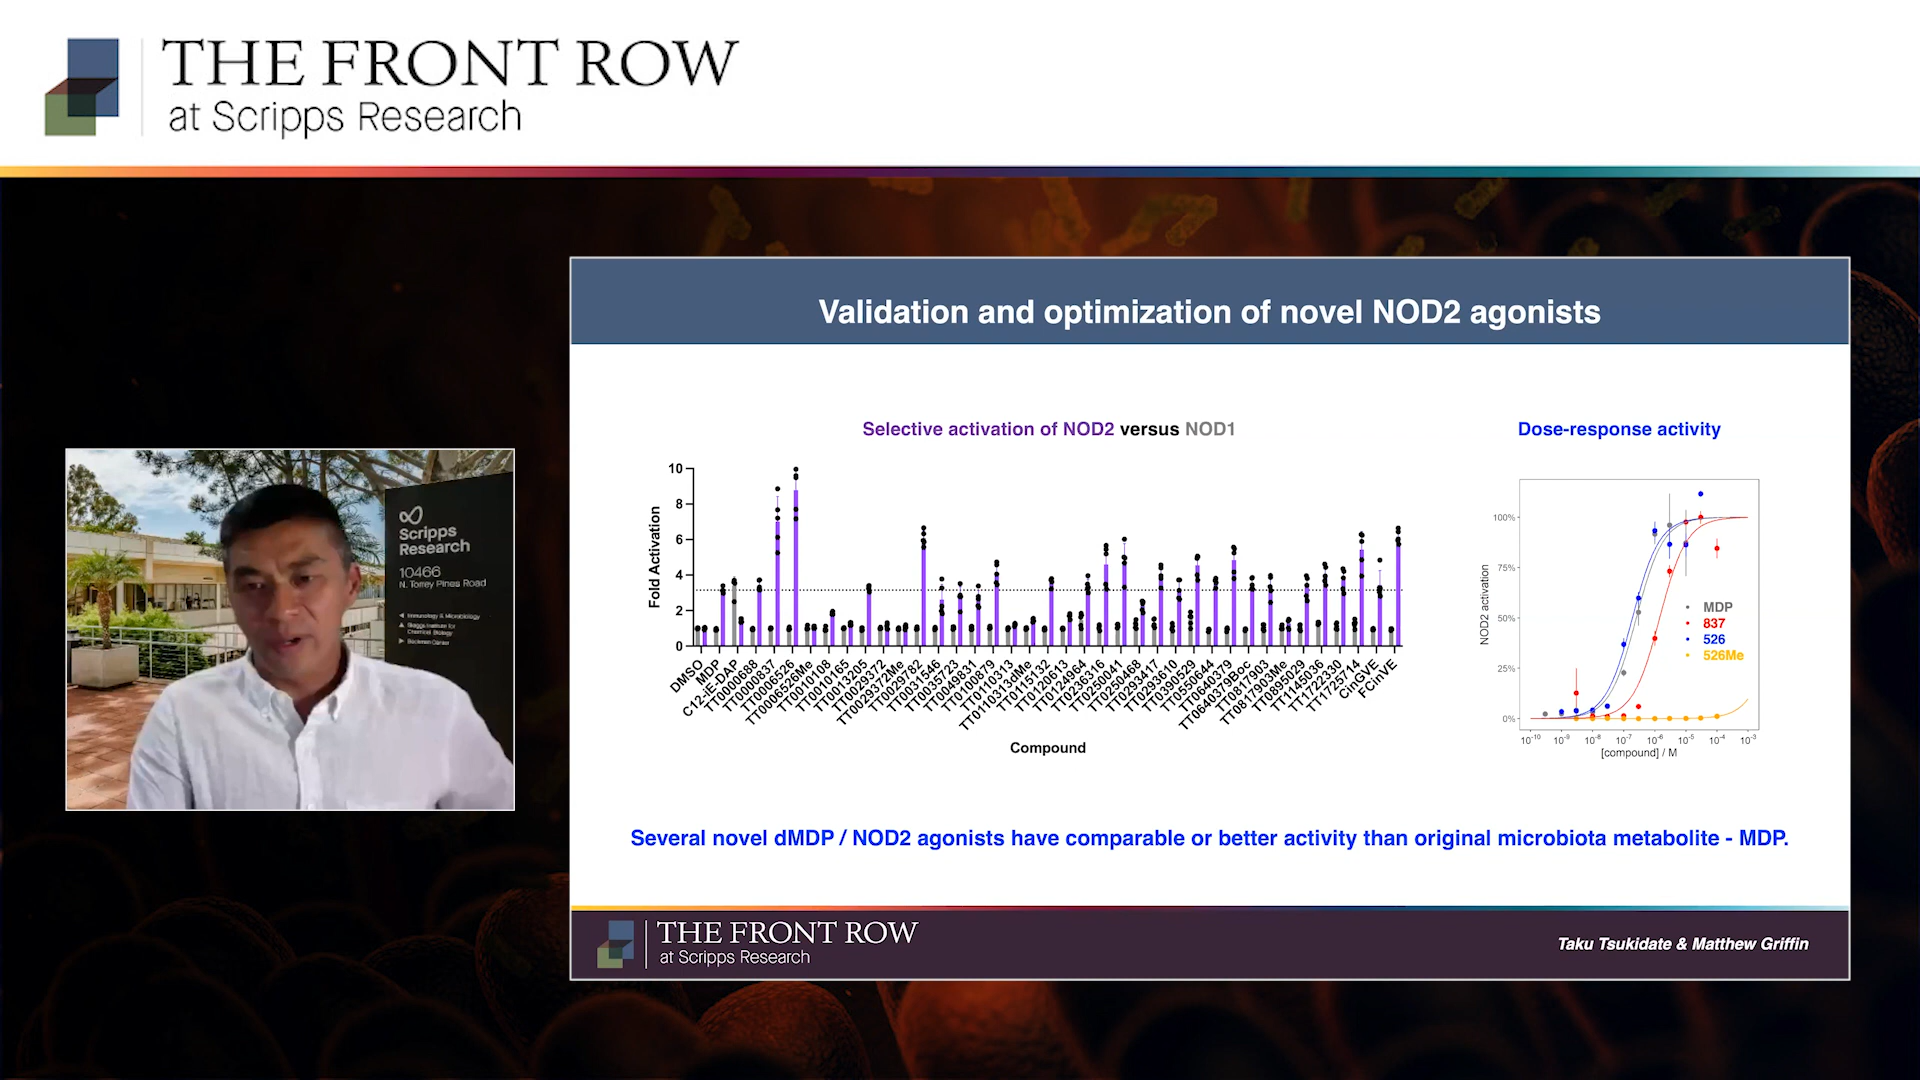 THE FRONT ROW
at Scripps Research
Scripps
Research
10466
N. Torrey Pines Road
Immunology & Microbiology
Skaggs Institute for
Chemical Biology
Beckman Center
Validation and optimization of novel NOD2 agonists
Selective activation of NOD2 versus NOD1
Dose-response activity
Fold Activation
10
8
6
4
2
0
DMSO
MDP
C12-iE-DAP
TT0000688
TT0000837
TT0006526
TT0006526Me
TT0010108
TT0010165
TT0013205
TT0029372
TT0029372Me
TT0029782
TT0031546
TT0035723
TT0049831
TT0100879
TT0110313
TT0110313dMe
TT0115132
TT0120613
TT0124964
TT0236316
TT0250041
TT0250468
TT0293417
TT0293610
TT0390529
TT0550644
TT0640379
TT0640379Boc
TT0817903
TT0817903Me
TT0895029
TT1145036
TT1722330
TT1725714
CinGVE
FCinVE
Compound
NOD2 activation
100%
75%
50%
25%
0%
MDP
837
526
526Me
10-10 10-9 10-8 10-7 10-6 10-5 10-4 10-3
[compound] / M
Several novel dMDP / NOD2 agonists have comparable or better activity than original microbiota metabolite - MDP.
THE FRONT ROW
at Scripps Research
Taku Tsukidate & Matthew Griffin